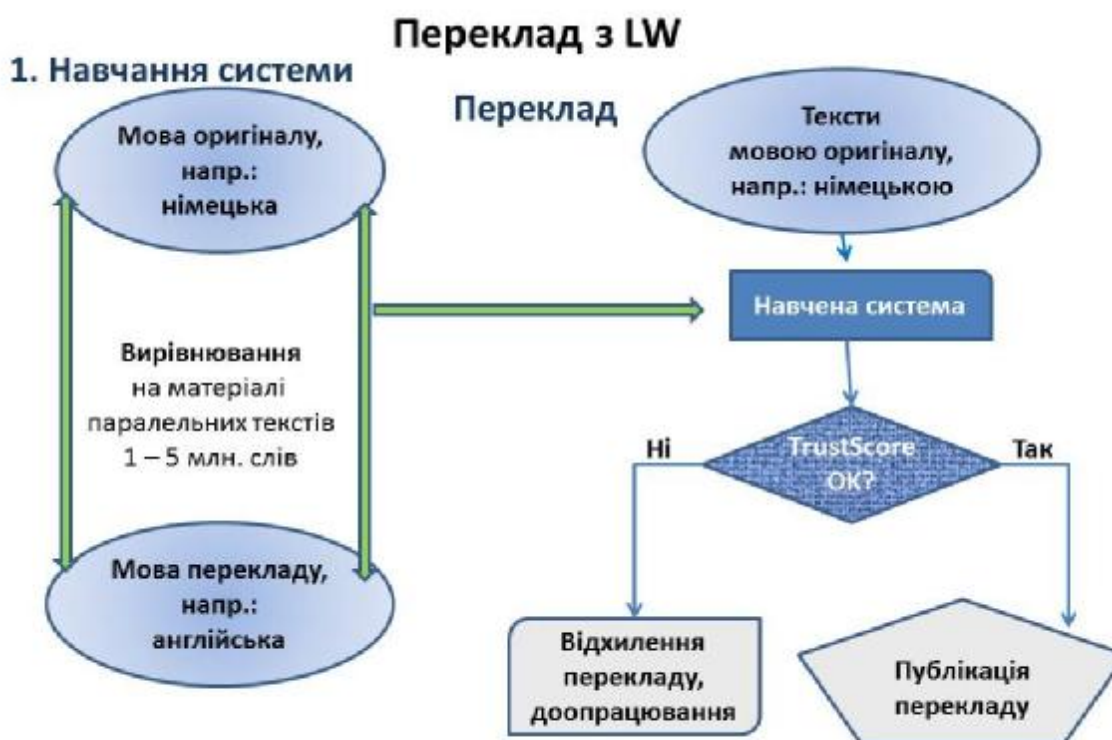 Переклад з LW
1. Навчання системи
Мова оригіналу,
напр.:
німецька
Вирівнювання
на матеріалі
паралельних текстів
1 – 5 млн. слів
Мова перекладу,
напр.:
англійська
Переклад
Тексти
мовою оригіналу,
напр.: німецькою
Навчена система
TrustScore
OK?
Ні
Так
Відхилення
перекладу,
доопрацювання
Публікація
перекладу